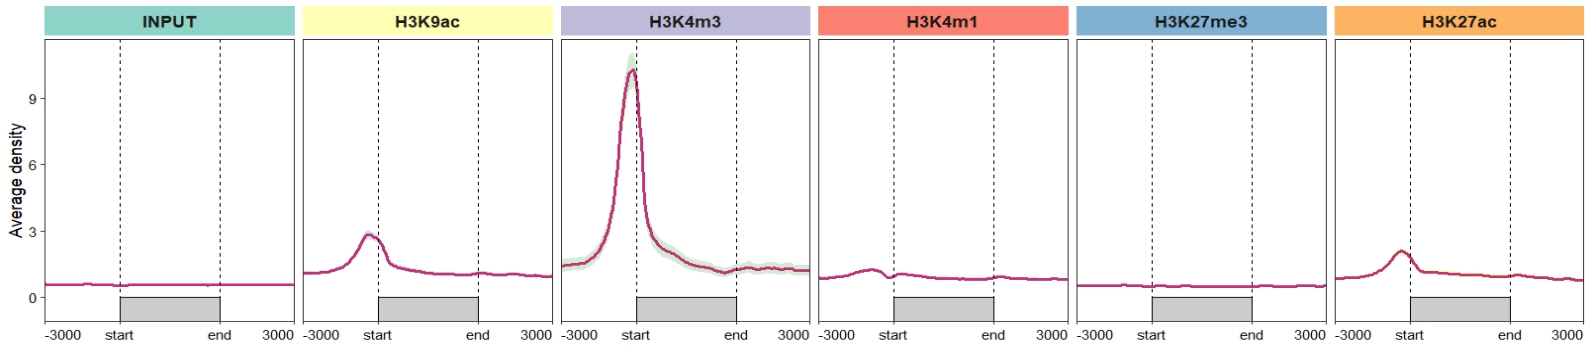 INPUT H3K9ac H3K4m3 H3K4m1 H3K27me3 H3K27ac
Average density
9
6
3
0
-3000 start end 3000 -3000 start end 3000 -3000 start end 3000 -3000 start end 3000 -3000 start end 3000 -3000 start end 3000